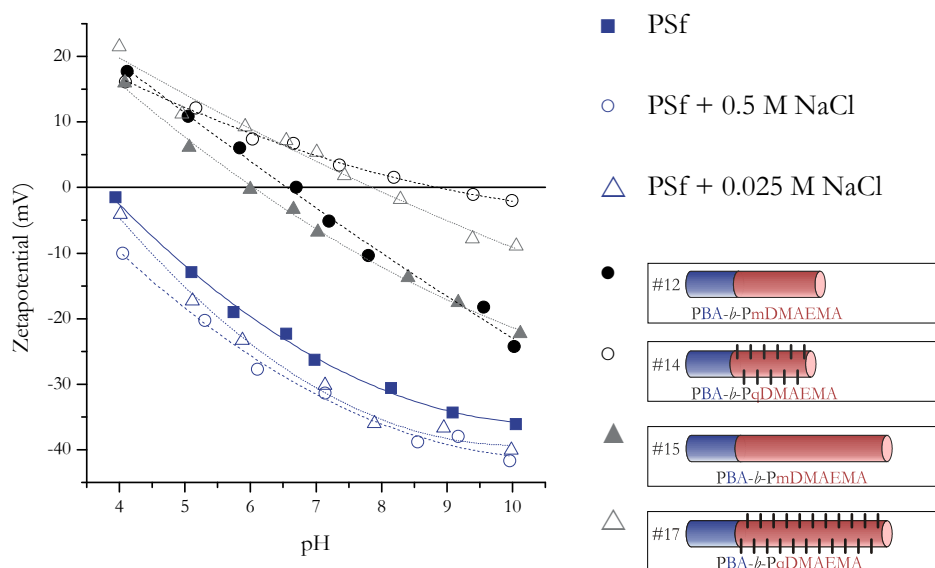 20
10
0
-10
-20
-30
-40
4 5 6 7 8 9 10
Zetapotential (mV)
pH
PSf
PSf + 0.5 M NaCl
PSf + 0.025 M NaCl
#12
PBA-b-PmDMAEMA
#14
PBA-b-PqDMAEMA
#15
PBA-b-PmDMAEMA
#17
PBA-b-PqDMAEMA